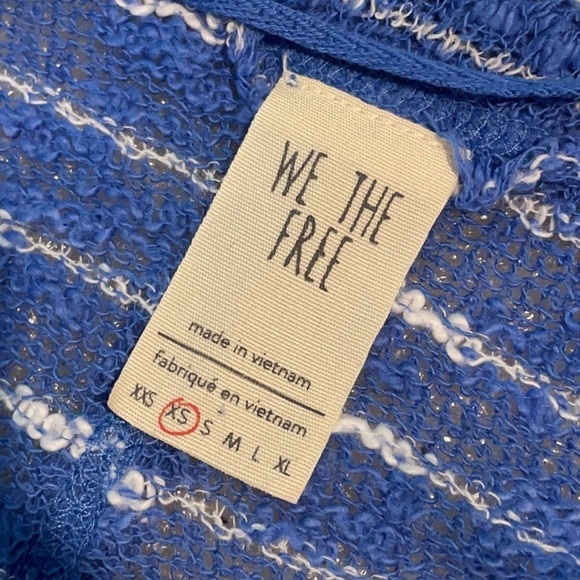 WE THE
FREE
made in vietnam
fabriqué en vietnam
XXS XS S M L XL